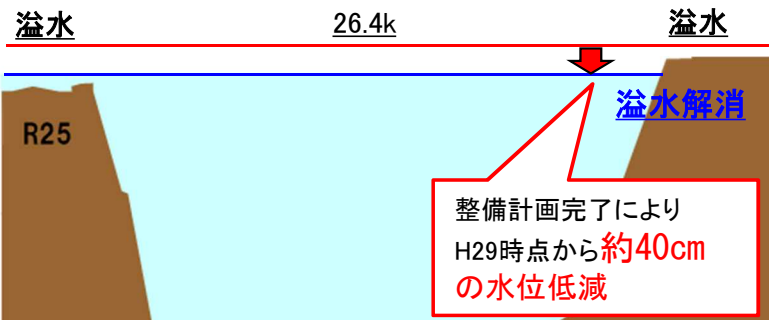 溢水 26.4k 溢水
溢水解消
R25
整備計画完了により
H29時点から約40cm
の水位低減